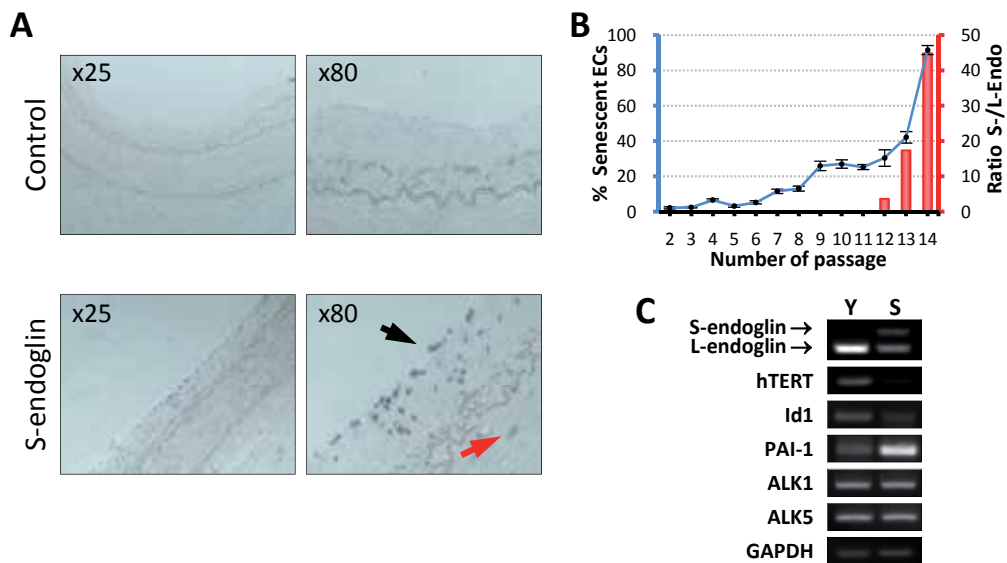 A
Control
x25
x80
S-endoglin
x25
x80
B
% Senescent ECs
100
80
60
40
20
0
50
40
30
20
10
0
Ratio S-/L-Endo
2 3 4 5 6 7 8 9 10 11 12 13 14
Number of passage
C
Y S
S-endoglin →
L-endoglin →
hTERT
Id1
PAI-1
ALK1
ALK5
GAPDH